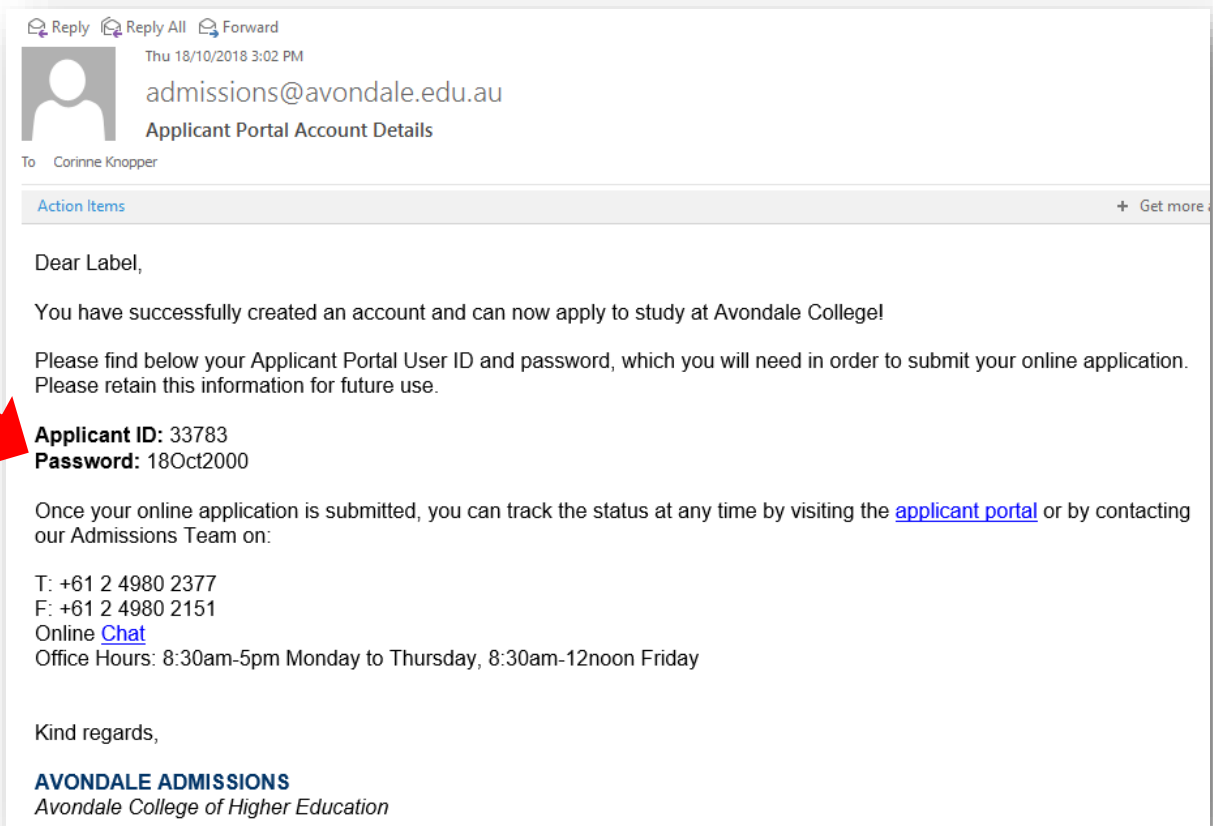 Reply Reply All Forward
Thu 18/10/2018 3:02 PM
admissions@avondale.edu.au
Applicant Portal Account Details
To Corinne Knopper
Action Items + Get more
Dear Label,
You have successfully created an account and can now apply to study at Avondale College!
Please find below your Applicant Portal User ID and password, which you will need in order to submit your online application.
Please retain this information for future use.
Applicant ID: 33783
Password: 18Oct2000
Once your online application is submitted, you can track the status at any time by visiting the applicant portal or by contacting
our Admissions Team on:
T: +61 2 4980 2377
F: +61 2 4980 2151
Online Chat
Office Hours: 8:30am-5pm Monday to Thursday, 8:30am-12noon Friday
Kind regards,
AVONDALE ADMISSIONS
Avondale College of Higher Education